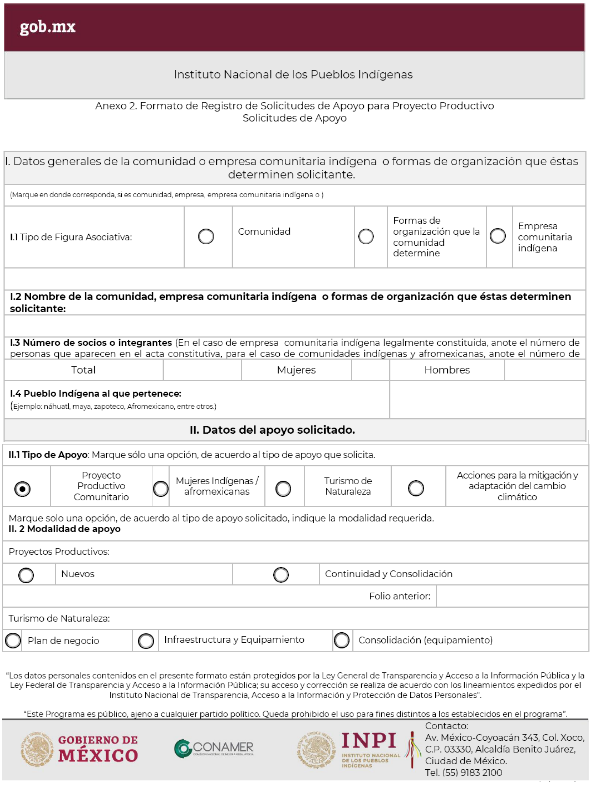 gob.mx
Instituto Nacional de los Pueblos Indígenas
Anexo 2. Formato de Registro de Solicitudes de Apoyo para Proyecto Productivo
Solicitudes de Apoyo
I. Datos generales de la comunidad o empresa comunitaria indígena o formas de organización que éstas
determinen solicitante.
(Marque en donde corresponda, si es comunidad, empresa, empresa comunitaria indígena o )
I.1 Tipo de Figura Asociativa:
Comunidad
Formas de
organización que la
comunidad
determine
Empresa
comunitaria
indígena
I.2 Nombre de la comunidad, empresa comunitaria indígena o formas de organización que éstas determinen
solicitante:
I.3 Número de socios o integrantes (En el caso de empresa comunitaria indígena legalmente constituida, anote el número de
personas que aparecen en el acta constitutiva, para el caso de comunidades indígenas y afromexicanas, anote el número de
Total
Mujeres
Hombres
I.4 Pueblo Indígena al que pertenece:
(Ejemplo: náhuatl, maya, zapoteco, Afromexicano, entre otros.)
II. Datos del apoyo solicitado.
II.1 Tipo de Apoyo: Marque sólo una opción, de acuerdo al tipo de apoyo que solicita.
Proyecto
Productivo
Comunitario
Mujeres Indígenas /
afromexicanas
Turismo de
Naturaleza
Acciones para la mitigación y
adaptación del cambio
climático
Marque solo una opción, de acuerdo al tipo de apoyo solicitado, indique la modalidad requerida.
II. 2 Modalidad de apoyo
Proyectos Productivos:
Nuevos
Continuidad y Consolidación
Folio anterior:
Turismo de Naturaleza:
Plan de negocio
Infraestructura y Equipamiento
Consolidación (equipamiento)
"Los datos personales contenidos en el presente formato están protegidos por la Ley General de Transparencia y Acceso a la Información Pública y la
Ley Federal de Transparencia y Acceso a la Información Pública; su acceso y corrección se realiza de acuerdo con los lineamientos expedidos por el
Instituto Nacional de Transparencia, Acceso a la Información y Protección de Datos Personales".
"Este Programa es público, ajeno a cualquier partido político. Queda prohibido el uso para fines distintos a los establecidos en el programa".
GOBIERNO DE
MÉXICO
CONAMER
INPI
INSTITUTO NACIONAL
DE LOS PUEBLOS
INDÍGENAS
Contacto:
Av. México-Coyoacán 343, Col. Xoco,
C.P. 03330, Alcaldía Benito Juárez,
Ciudad de México.
Tel. (55) 9183 2100